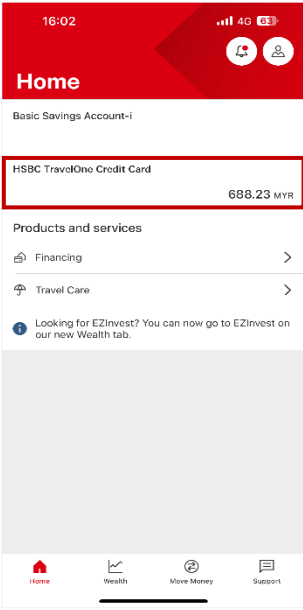 16:02
4G 63
Home
Basic Savings Account-i
HSBC TravelOne Credit Card
688.23 MYR
Products and services
Financing
Travel Care
Looking for EZInvest? You can now go to EZInvest on
our new Wealth tab.
Home Wealth Move Money Support